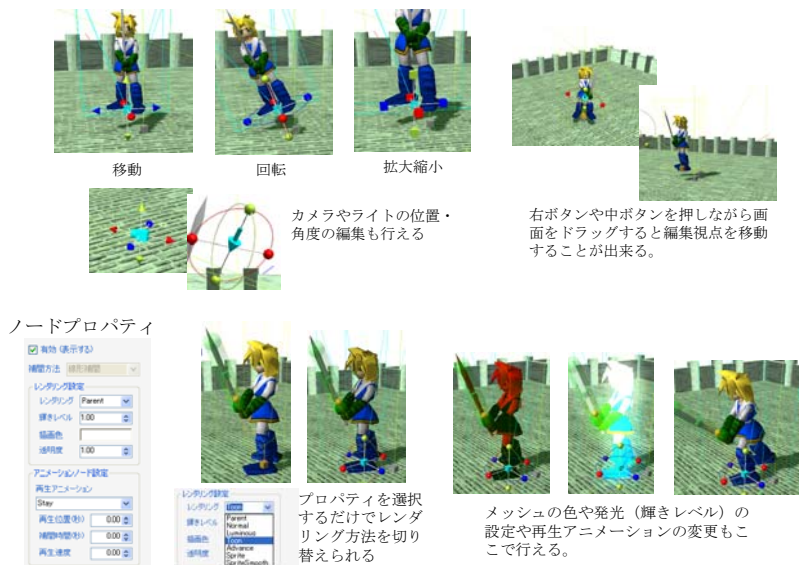 移動
回転
拡大縮小
カメラやライトの位置・
角度の編集も行える
右ボタンや中ボタンを押しながら画
面をドラッグすると編集視点を移動
することが出来る。
ノードプロパティ
有効 (表示する)
補間方法 線形補間
レンダリング設定
レンダリング Parent
輝きレベル 1.00
描画色
透明度 1.00
アニメーションノード設定
再生アニメーション
Stay
再生位置(秒) 0.00
補間時間(秒) 0.00
再生速度 0.00
レンダリング設定
レンダリング Toon
輝きレベル
描画色
透明度
Parent
Normal
Luminous
Toon
Advance
Sprite
SpriteSmooth
プロパティを選択
するだけでレンダ
リング方法を切り
替えられる
メッシュの色や発光（輝きレベル）の
設定や再生アニメーションの変更もこ
こで行える。